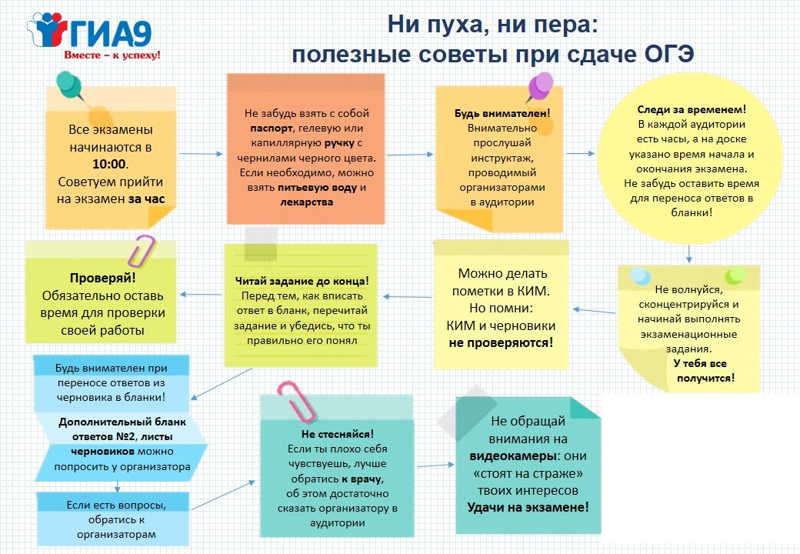 ГИА9
Вместе – к успеху!
Ни пуха, ни пера:
полезные советы при сдаче ОГЭ
Все экзамены
начинаются в
10:00.
Советуем прийти
на экзамен за час
Не забудь взять с собой
паспорт, гелевую или
капиллярную ручку с
чернилами черного цвета.
Если необходимо, можно
взять питьевую воду и
лекарства
Будь внимателен!
Внимательно
прослушай
инструктаж,
проводимый
организаторами
в аудитории
Следи за временем!
В каждой аудитории
есть часы, а на доске
указано время начала и
окончания экзамена.
Не забудь оставить время
для переноса ответов в
бланки!
Не волнуйся,
сконцентрируйся и
начинай выполнять
экзаменационные
задания.
У тебя все
получится!
Можно делать
пометки в КИМ.
Но помни:
КИМ и черновики
не проверяются!
Читай задание до конца!
Перед тем, как вписать
ответ в бланк, перечитай
задание и убедись, что ты
правильно его понял
Проверяй!
Обязательно оставь
время для проверки
своей работы
Будь внимателен при
переносе ответов из
черновика в бланки!
Дополнительный бланк
ответов №2, листы
черновиков можно
попросить у организатора
Если есть вопросы,
обратись к
организаторам
Не стесняйся!
Если ты плохо себя
чувствуешь, лучше
обратись к врачу,
об этом достаточно
сказать организатору в
аудитории
Не обращай
внимания на
видеокамеры: они
«стоят на страже»
твоих интересов
Удачи на экзамене!